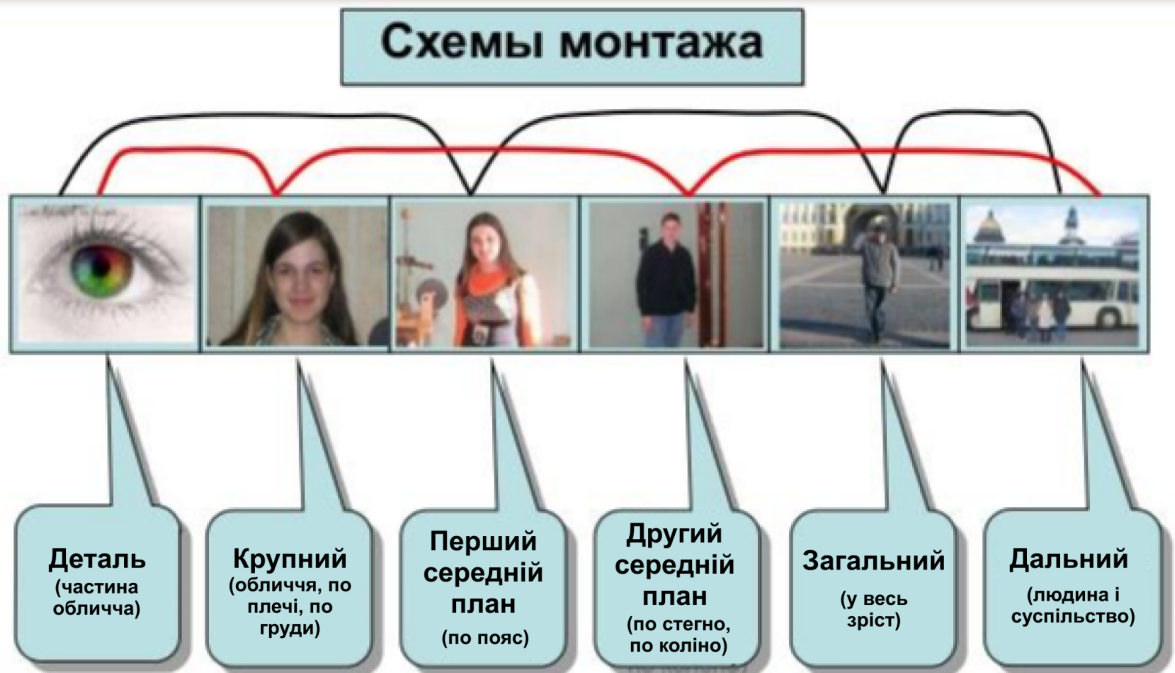 Схемы монтажа
Деталь
(частина
обличча)
Крупний
(обличчя, по
плечі, по
груди)
Перший
середній
план
(по пояс)
Другий
середній
план
(по стегно,
по коліно)
Загальний
(у весь
зріст)
Дальний
(людина і
суспільство)